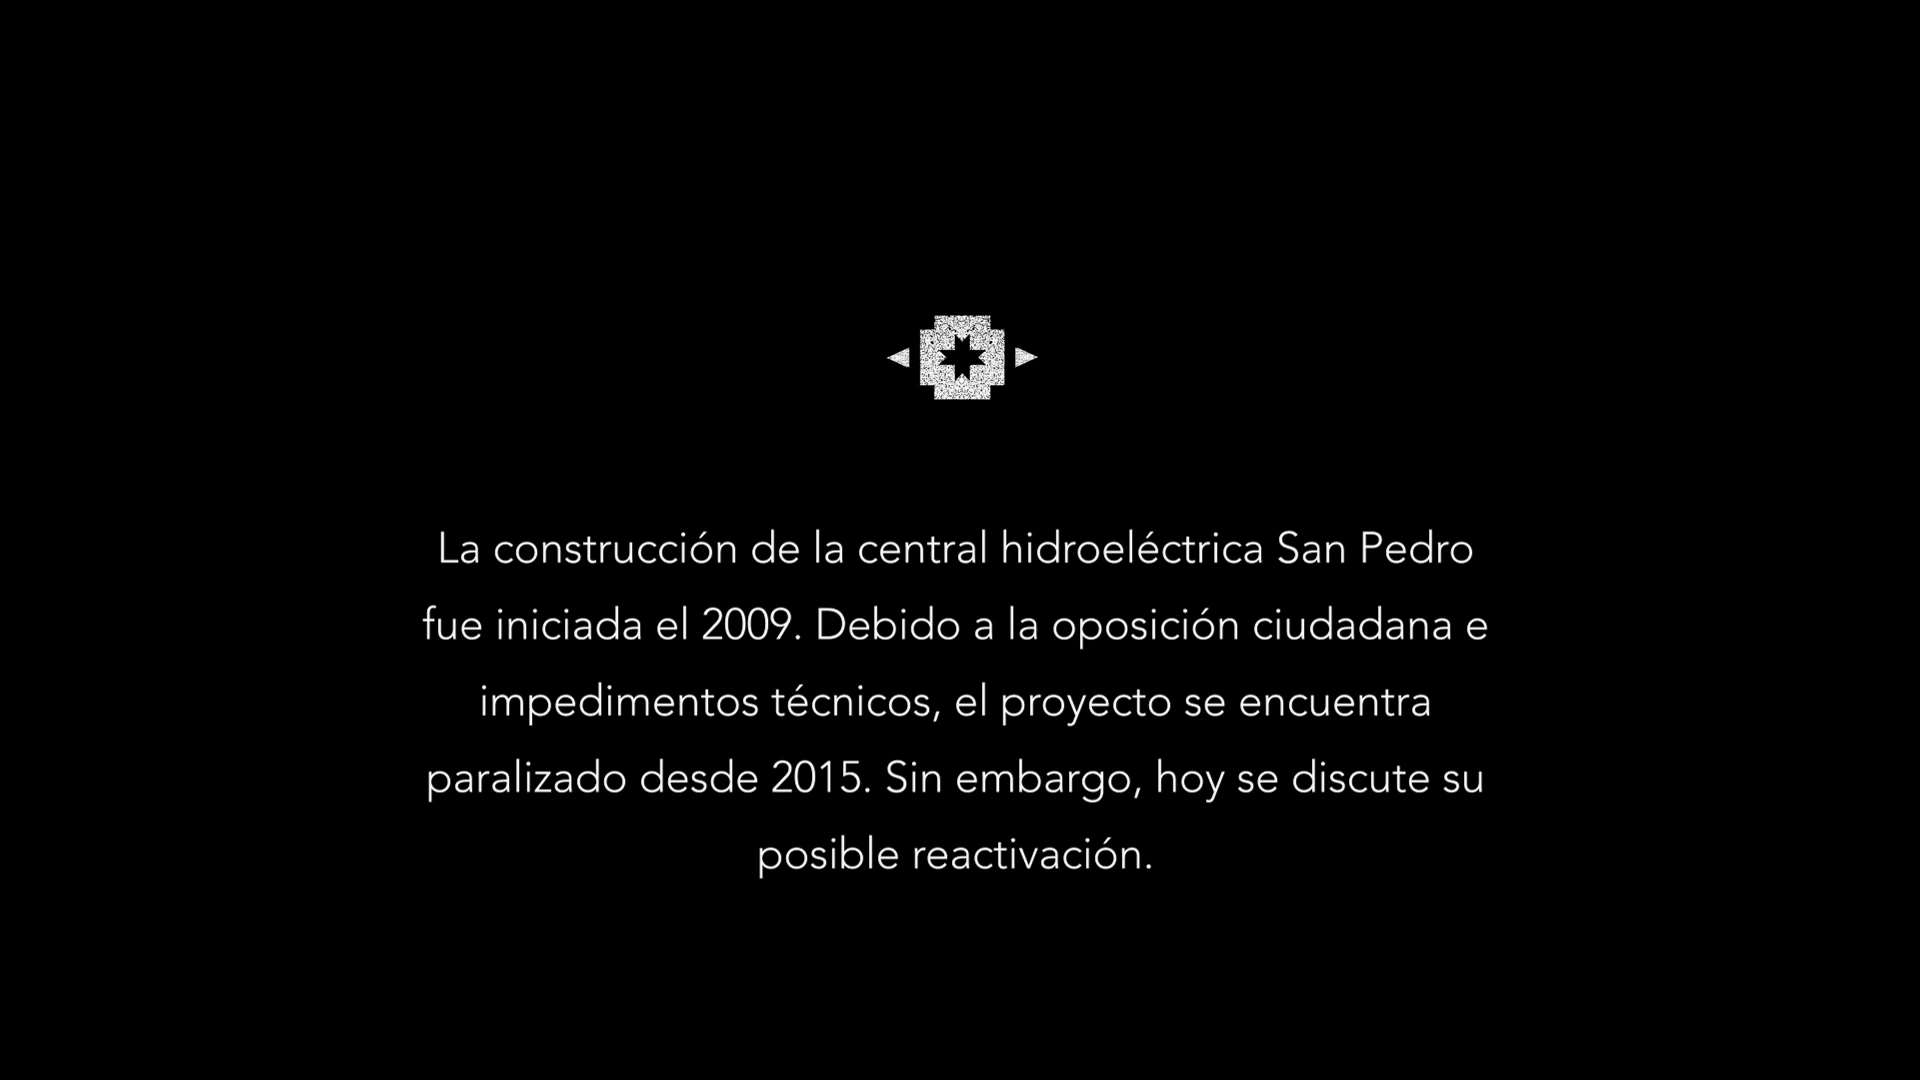 La construcción de la central hidroeléctrica San Pedro
fue iniciada el 2009. Debido a la oposición ciudadana e
impedimentos técnicos, el proyecto se encuentra
paralizado desde 2015. Sin embargo, hoy se discute su
posible reactivación.